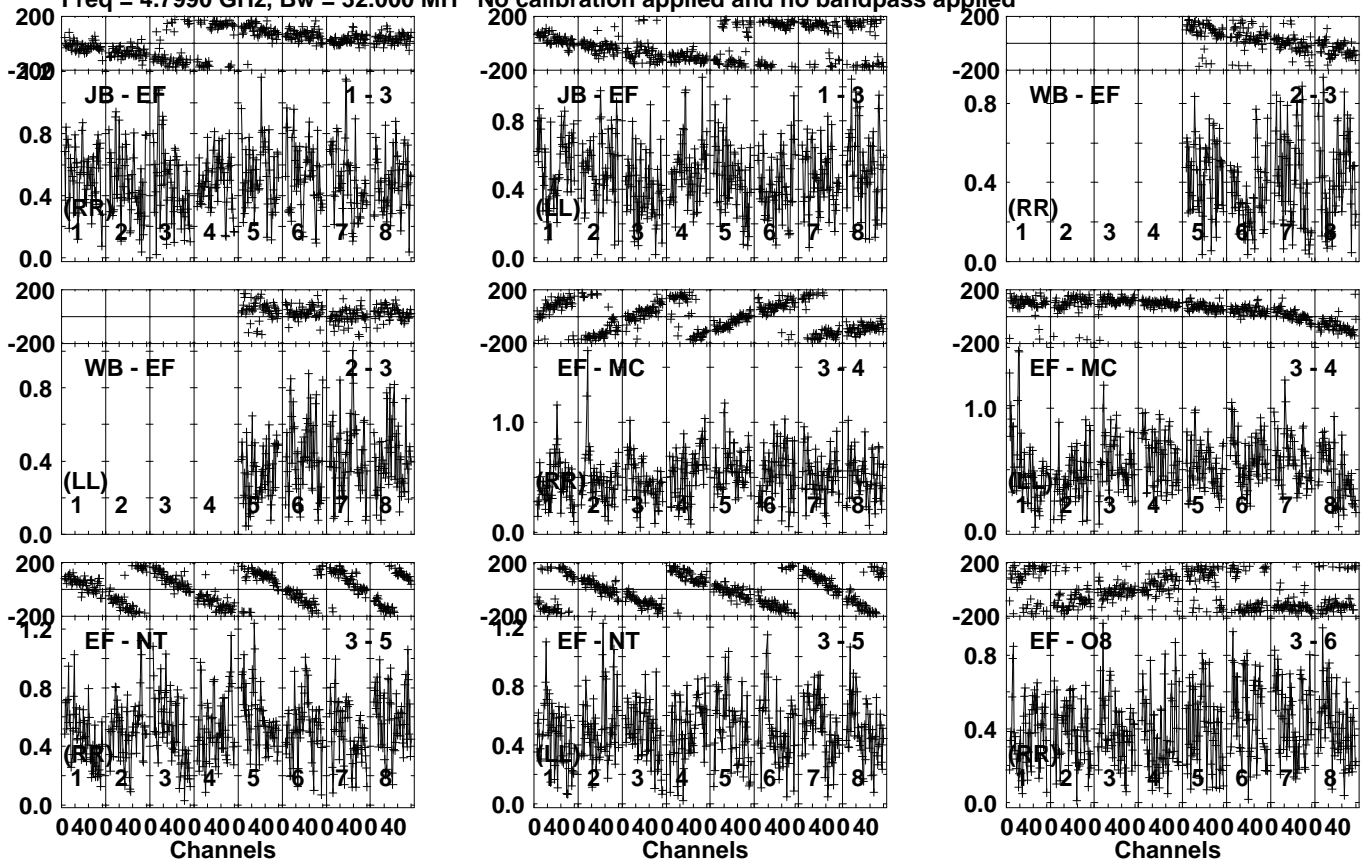 Freq = 4.7990 GHz, Bw = 32.000 MH No calibration applied and no bandpass applied
200 200 200
-200 -200 -200
1.2
JB - EF 1 - 3 JB - EF 1 - 3 WB - EF 2 - 3
0.8 0.8 0.8
0.4 0.4 0.4
(RR) (LL) (RR)
1 2 3 4 5 6 7 8 1 2 3 4 5 6 7 8 1 2 3 4 5 6 7 8
0.0 0.0 0.0
200 200 200
-200 -200 -200
WB - EF 2 - 3 EF - MC 3 - 4 EF - MC 3 - 4
0.8 1.0 1.0
0.4
(LL) (RR) (LL)
1 2 3 4 5 6 7 8 1 2 3 4 5 6 7 8 1 2 3 4 5 6 7 8
0.0 0.0 0.0
200 200 200
-200 -200 -200
1.2 1.2
EF - NT 3 - 5 EF - NT 3 - 5 EF - O8 3 - 6
0.8 0.8 0.8
0.4 0.4 0.4
(RR) (LL) (RR)
1 2 3 4 5 6 7 8 1 2 3 4 5 6 7 8 1 2 3 4 5 6 7 8
0.0 0.0 0.0
0 40 0 40 0 40 0 40 0 40 0 40 0 40 0 40 0 40 0 40 0 40 0 40 0 40 0 40 0 40 0 40 0 40 0 40 0 40 0 40 0 40 0 40 0 40 0 40
Channels Channels Channels